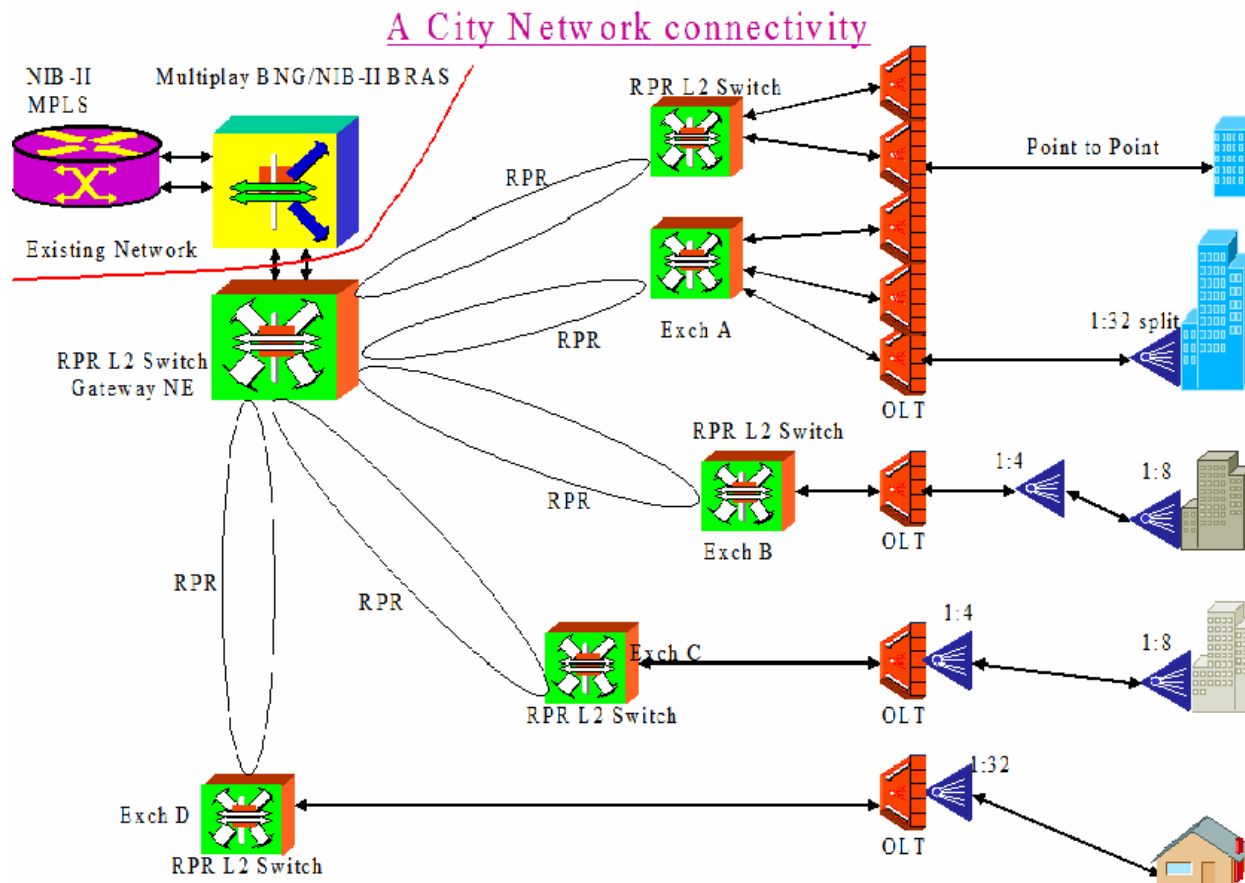 A City Network connectivity
NIB-II
MPLS
Multiplay BNG/NIB-II BRAS
RPR L2 Switch
Point to Point
RPR
Existing Network
RPR
Exch A
1:32 split
RPR L2 Switch
Gateway NE
OLT
RPR L2 Switch
1:4
1:8
RPR
Exch B
OLT
RPR
RPR
1:4
1:8
Exch C
RPR L2 Switch
OLT
1:32
Exch D
OLT
RPR L2 Switch